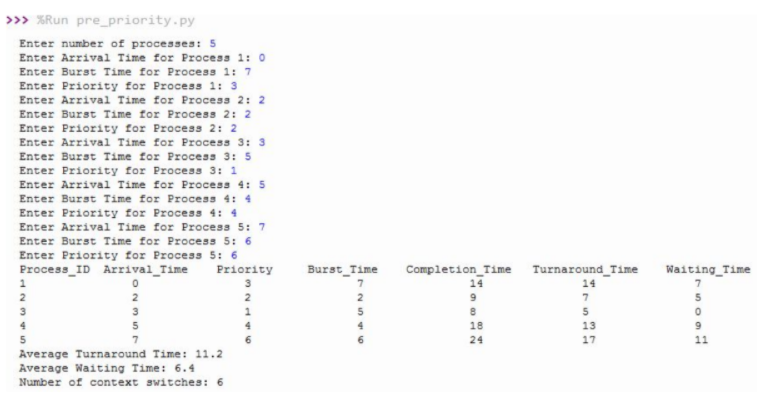 >>> %Run pre_priority.py
Enter number of processes: 5
Enter Arrival Time for Process 1: 0
Enter Burst Time for Process 1: 7
Enter Priority for Process 1: 3
Enter Arrival Time for Process 2: 2
Enter Burst Time for Process 2: 2
Enter Priority for Process 2: 2
Enter Arrival Time for Process 3: 3
Enter Burst Time for Process 3: 5
Enter Priority for Process 3: 1
Enter Arrival Time for Process 4: 5
Enter Burst Time for Process 4: 4
Enter Priority for Process 4: 4
Enter Arrival Time for Process 5: 7
Enter Burst Time for Process 5: 6
Enter Priority for Process 5: 6
Process_ID Arrival_Time Priority Burst_Time Completion_Time Turnaround_Time Waiting_Time
1 0 3 7 14 14 7
2 2 2 2 9 7 5
3 3 1 5 8 5 0
4 5 4 4 18 13 9
5 7 6 6 24 17 11
Average Turnaround Time: 11.2
Average Waiting Time: 6.4
Number of context switches: 6